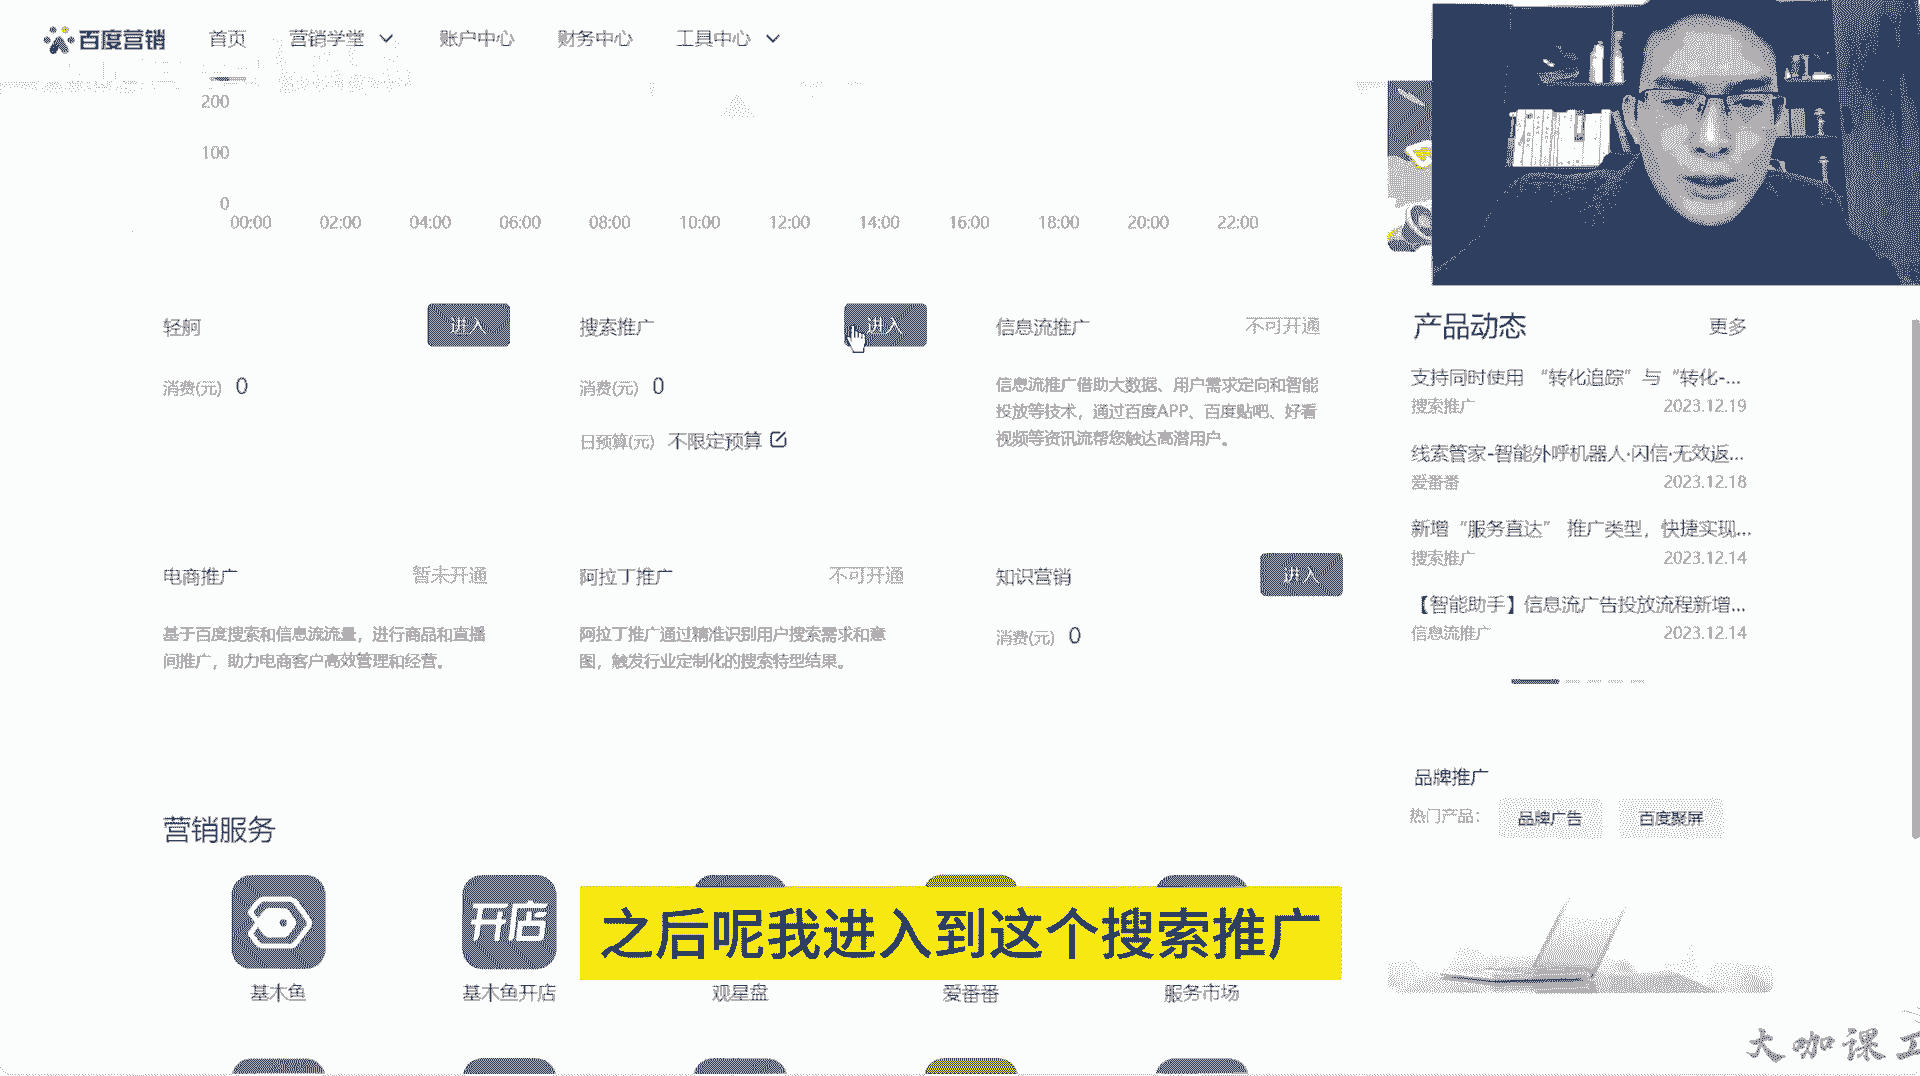 百度营销 首页 营销学堂 账户中心 财务中心 工具中心
200
100
0
00:00 02:00 04:00 06:00 08:00 10:00 12:00 14:00 16:00 18:00 20:00 22:00
轻舸 进入
消费(元) 0
搜索推广 进入
消费(元) 0
日预算(元) 不限定预算
信息流推广 不可开通
信息流推广借助大数据、用户需求定向和智能
投放等技术，通过百度APP、百度贴吧、好看
视频等资讯流帮您触达高潜用户。
电商推广 暂未开通
基于百度搜索和信息流流量，进行商品和直播
间推广，助力电商客户高效管理和经营。
阿拉丁推广 不可开通
阿拉丁推广通过精准识别用户搜索需求和意
图，触发行业定制化的搜索特型结果。
知识营销 进入
消费(元) 0
产品动态 更多
支持同时使用 “转化追踪” 与 “转化-...
搜索推广 2023.12.19
线索管家-智能外呼机器人·闪信·无效返...
爱番番 2023.12.18
新增 “服务直达” 推广类型，快捷实现...
搜索推广 2023.12.14
【智能助手】信息流广告投放流程新增...
信息流推广 2023.12.14
品牌推广
热门产品： 品牌广告 百度聚屏
营销服务
开店
基木鱼 基木鱼开店 观星盘 爱番番 服务市场
之后呢我进入到这个搜索推广
大咖课工